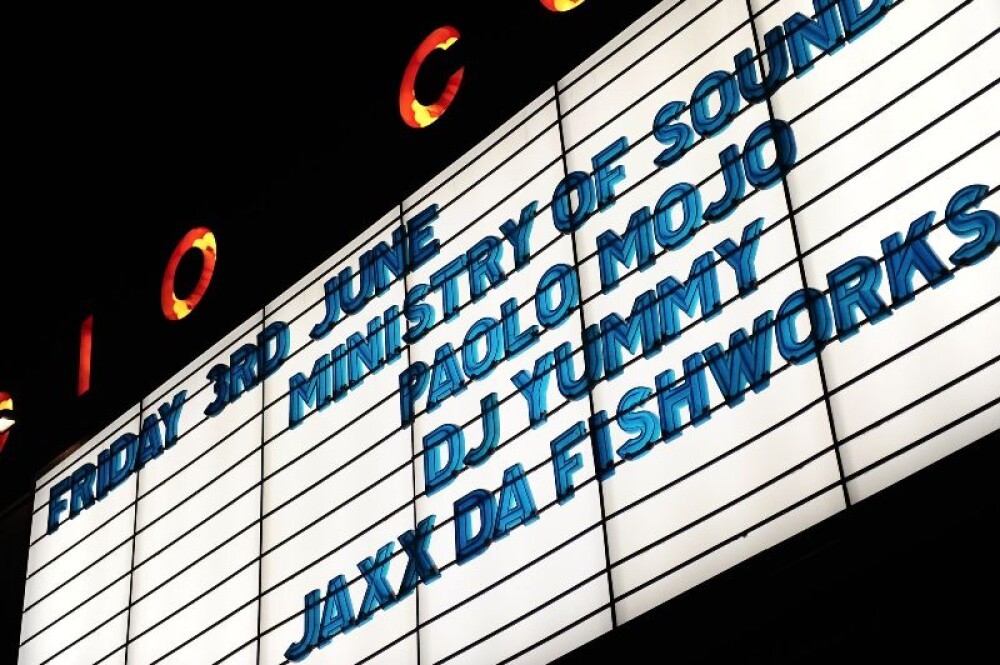 I O C
FRIDAY 3RD JUNE
MINISTRY OF SOUND
PAOLO MOJO
DJ YUMMY
JAXX DA FISHWORKS